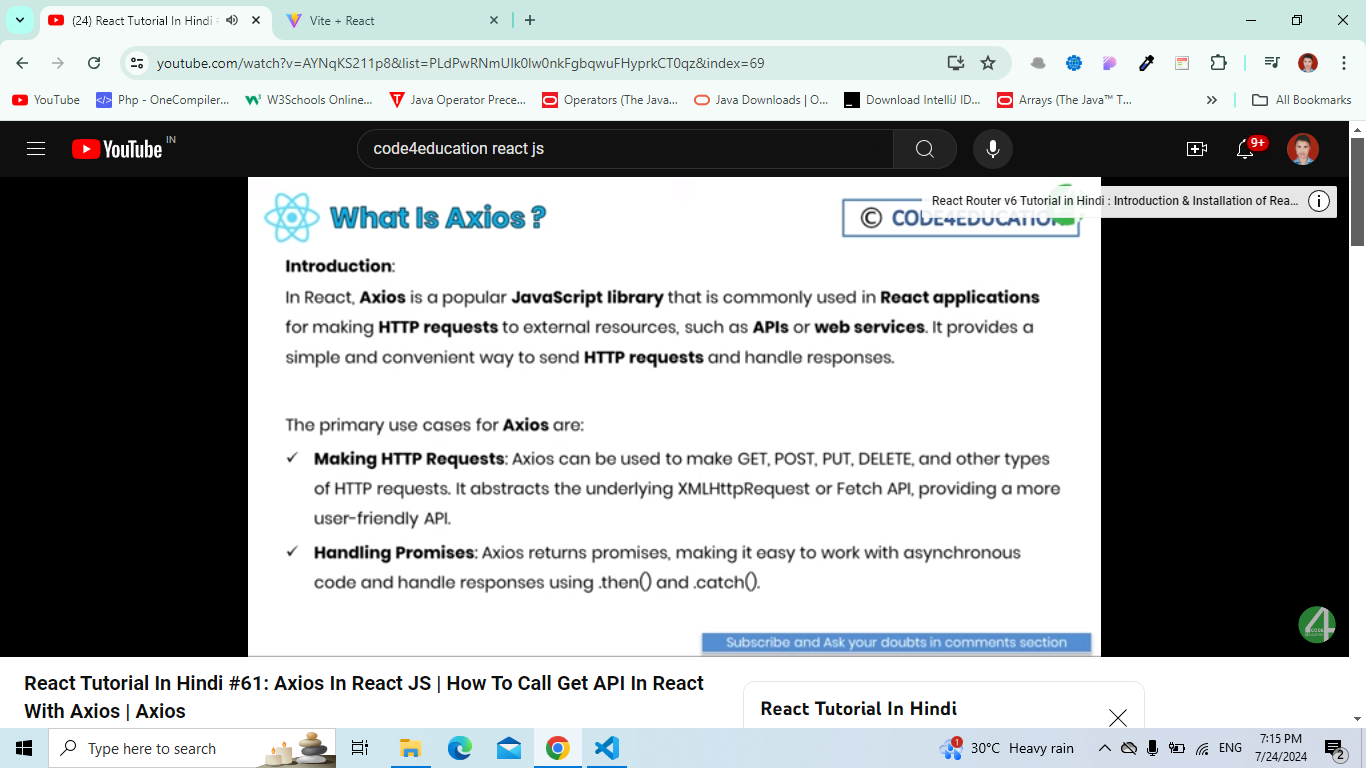 (24) React Tutorial In Hindi
Vite + React
youtube.com/watch?v=AYNqKS211p8&list=PLdPwRNmUIk0lw0nkFgbqwuFHyprkCT0qz&index=69
YouTube
Php - OneCompiler...
W3Schools Online...
Java Operator Prece...
Operators (The Java...
Java Downloads | O...
Download IntelliJ ID...
Arrays (The Java™ T...
All Bookmarks
YouTube IN
code4education react js
9+
What Is Axios ?
© CODE4EDUCATION
React Router v6 Tutorial in Hindi : Introduction & Installation of Rea...
Introduction:
In React, Axios is a popular JavaScript library that is commonly used in React applications
for making HTTP requests to external resources, such as APIs or web services. It provides a
simple and convenient way to send HTTP requests and handle responses.
The primary use cases for Axios are:
✓ Making HTTP Requests: Axios can be used to make GET, POST, PUT, DELETE, and other types
of HTTP requests. It abstracts the underlying XMLHttpRequest or Fetch API, providing a more
user-friendly API.
✓ Handling Promises: Axios returns promises, making it easy to work with asynchronous
code and handle responses using .then() and .catch().
Subscribe and Ask your doubts in comments section
React Tutorial In Hindi #61: Axios In React JS | How To Call Get API In React
With Axios | Axios
React Tutorial In Hindi
Type here to search
1
30°C Heavy rain
ENG
7:15 PM
7/24/2024
2